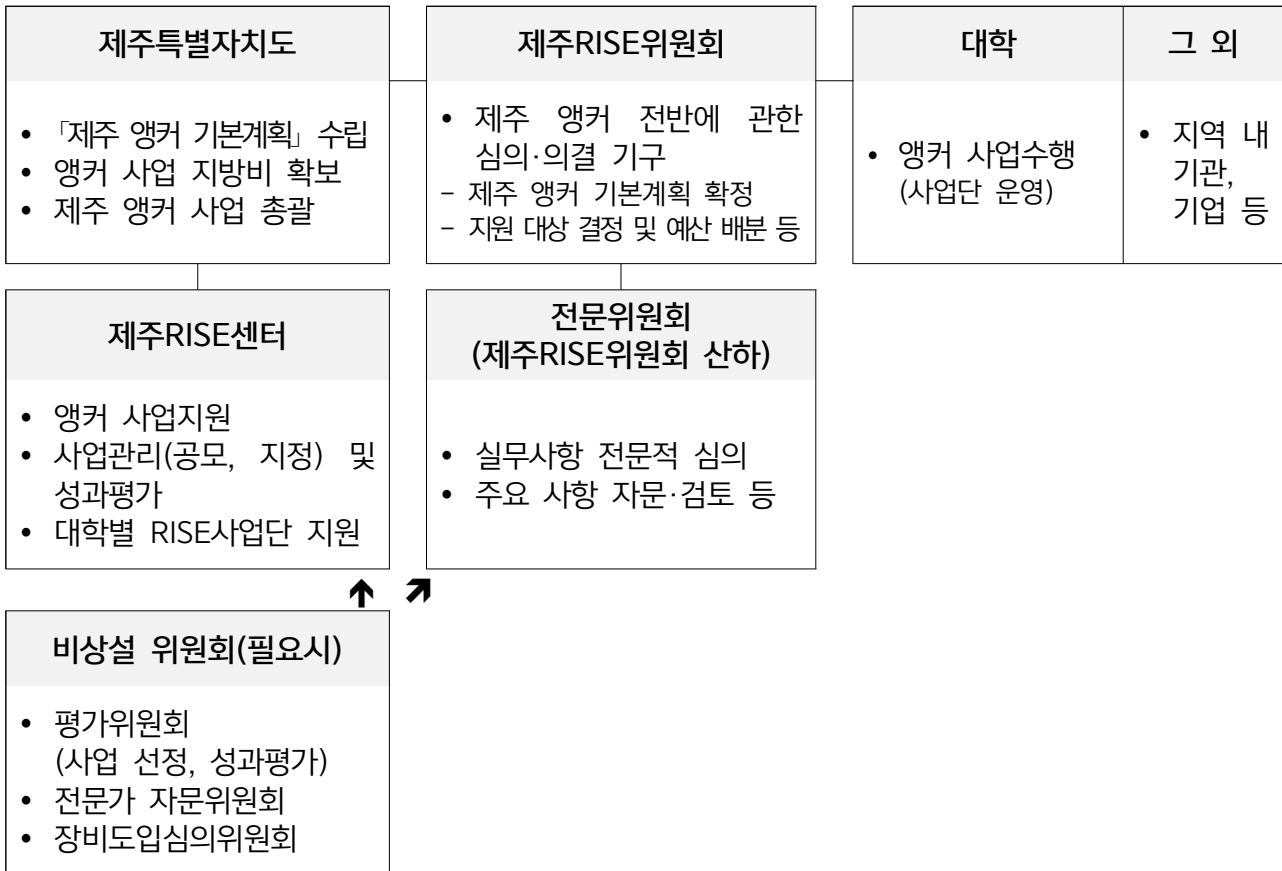 제주특별자치도
• 「제주 앵커 기본계획」 수립
• 앵커 사업 지방비 확보
• 제주 앵커 사업 총괄
제주RISE위원회
• 제주 앵커 전반에 관한
심의·의결 기구
- 제주 앵커 기본계획 확정
- 지원 대상 결정 및 예산 배분 등
대학
• 앵커 사업수행
(사업단 운영)
그 외
• 지역 내
기관,
기업 등
제주RISE센터
• 앵커 사업지원
• 사업관리(공모, 지정) 및
성과평가
• 대학별 RISE사업단 지원
전문위원회
(제주RISE위원회 산하)
• 실무사항 전문적 심의
• 주요 사항 자문·검토 등
비상설 위원회(필요시)
• 평가위원회
(사업 선정, 성과평가)
• 전문가 자문위원회
• 장비도입심의위원회